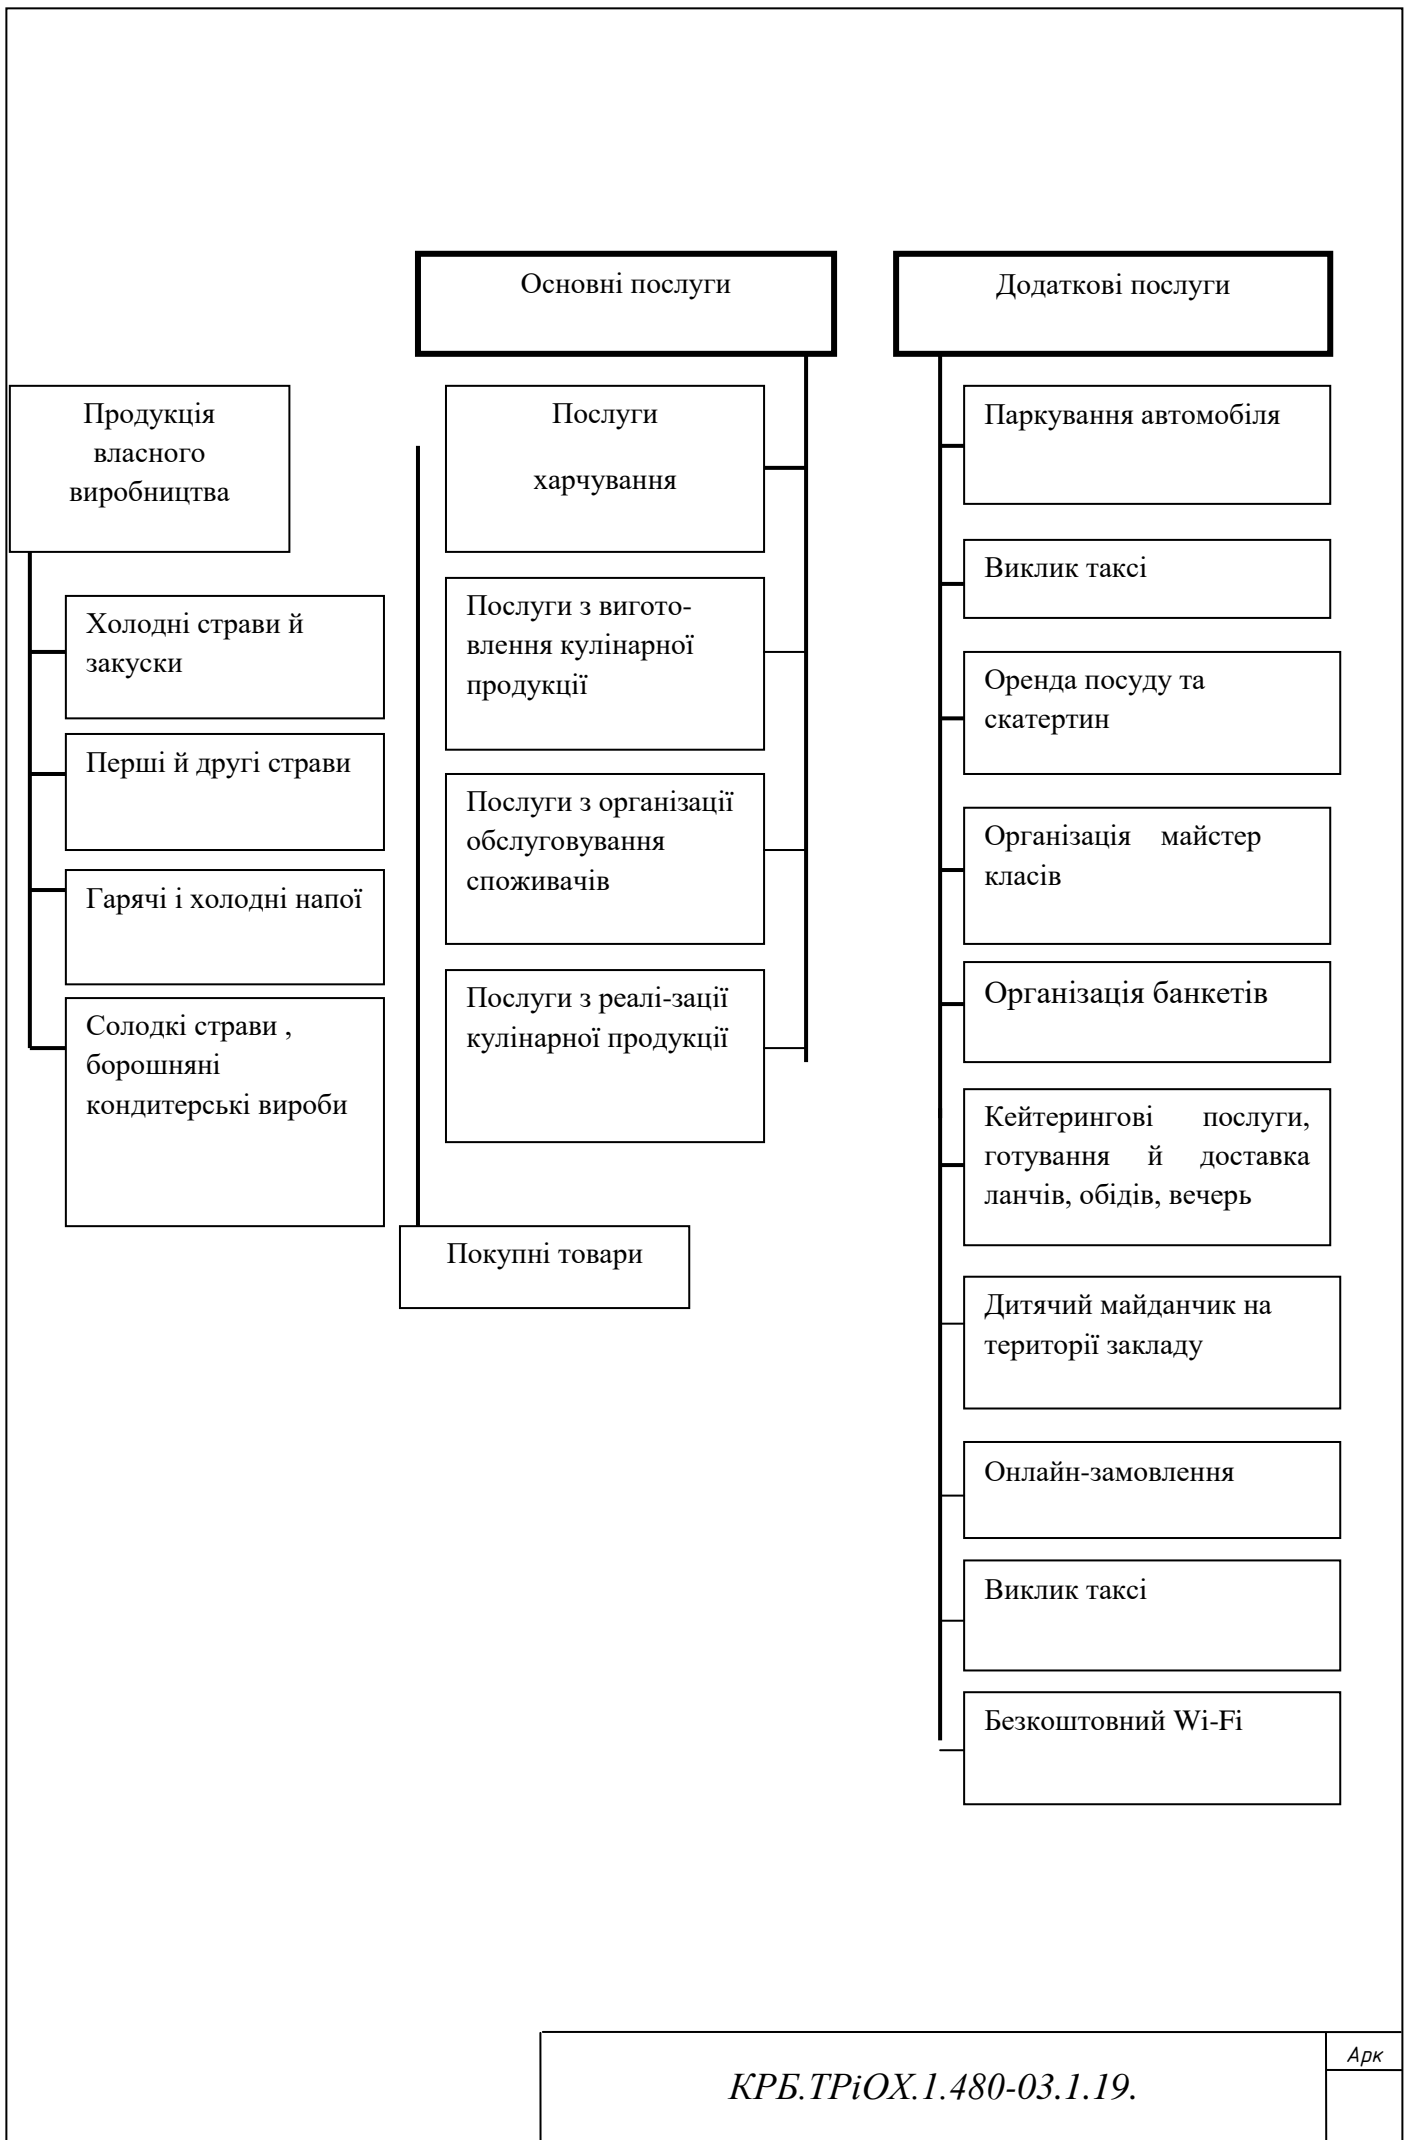 Основні послуги
Додаткові послуги
Продукція
власного
виробництва
Холодні страви й
закуски
Перші й другі страви
Гарячі і холодні напої
Солодкі страви ,
борошняні
кондитерські вироби
Послуги
харчування
Послуги з вигото-
влення кулінарної
продукції
Послуги з організації
обслуговування
споживачів
Послуги з реалі-зації
кулінарної продукції
Покупні товари
Паркування автомобіля
Виклик таксі
Оренда посуду та
скатертин
Організація майстер
класів
Організація банкетів
Кейтерингові послуги,
готування й доставка
ланчів, обідів, вечерь
Дитячий майданчик на
території закладу
Онлайн-замовлення
Виклик таксі
Безкоштовний Wi-Fi
КРБ.ТРіОХ.1.480-03.1.19.
Арк